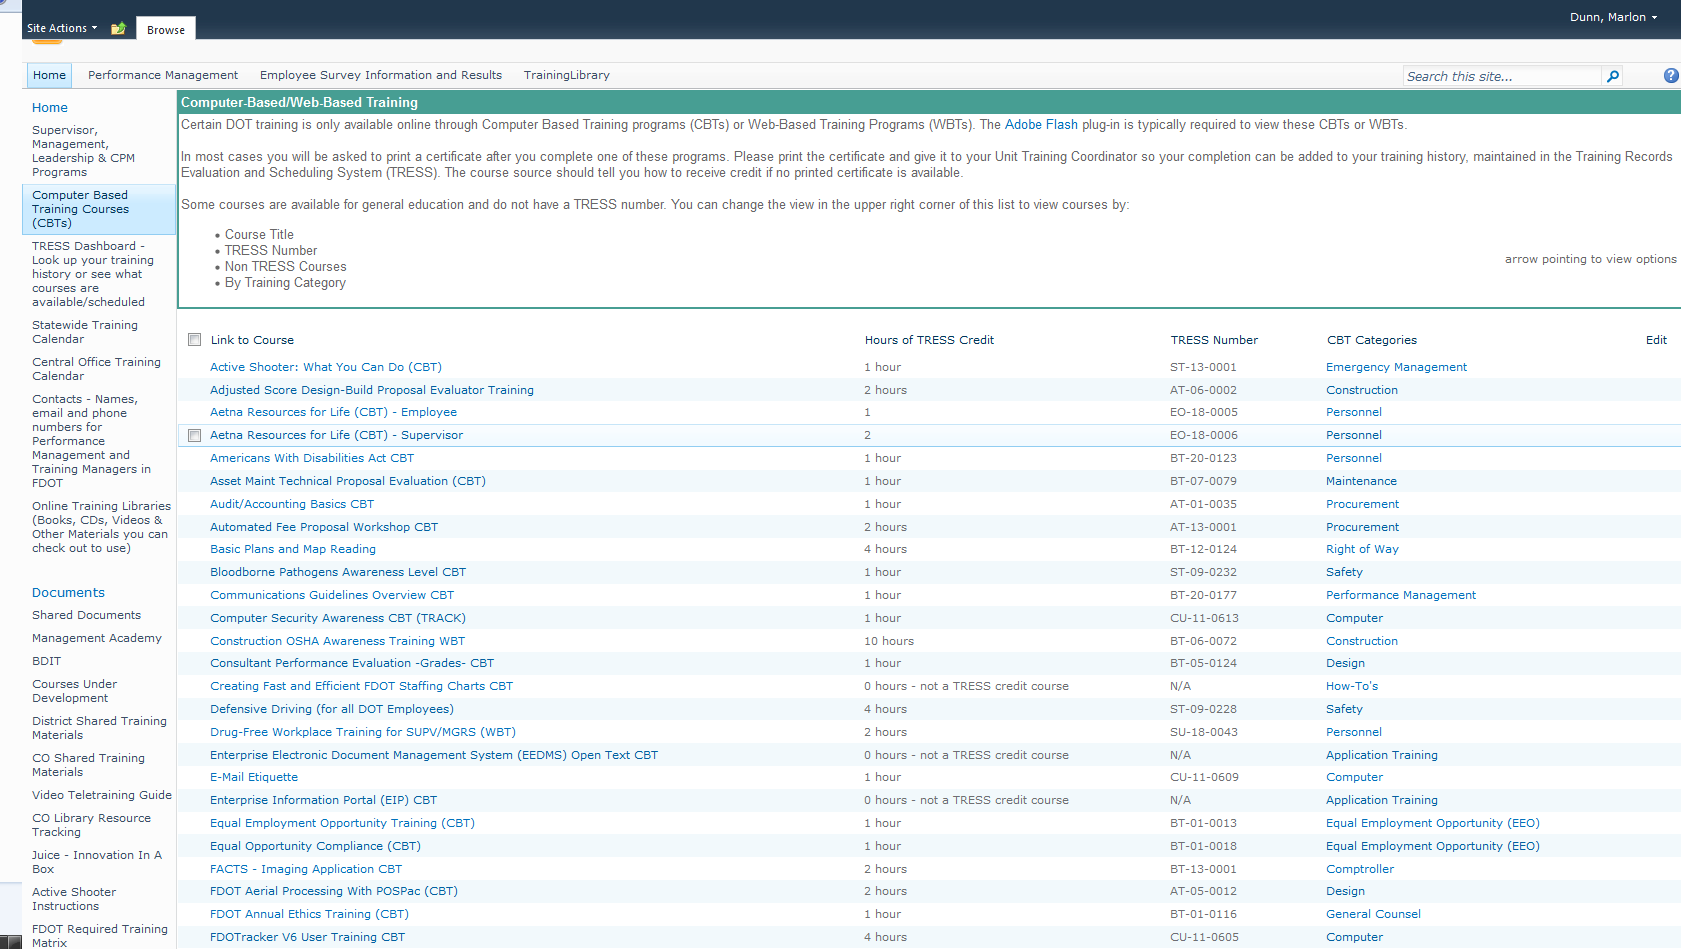 Site Actions
Browse
Dunn, Marlon
Home
Performance Management
Employee Survey Information and Results
TrainingLibrary
Search this site...
Home
Supervisor,
Management,
Leadership & CPM
Programs
Computer Based
Training Courses
(CBTs)
TRESS Dashboard -
Look up your training
history or see what
courses are
available/scheduled
Statewide Training
Calendar
Central Office Training
Calendar
Contacts - Names,
email and phone
numbers for
Performance
Management and
Training Managers in
FDOT
Online Training Libraries
(Books, CDs, Videos &
Other Materials you can
check out to use)
Documents
Shared Documents
Management Academy
BDIT
Courses Under
Development
District Shared Training
Materials
CO Shared Training
Materials
Video Teletraining Guide
CO Library Resource
Tracking
Juice - Innovation In A
Box
Active Shooter
Instructions
FDOT Required Training
Matrix
Computer-Based/Web-Based Training
Certain DOT training is only available online through Computer Based Training programs (CBTs) or Web-Based Training Programs (WBTs). The Adobe Flash plug-in is typically required to view these CBTs or WBTs.
In most cases you will be asked to print a certificate after you complete one of these programs. Please print the certificate and give it to your Unit Training Coordinator so your completion can be added to your training history, maintained in the Training Records
Evaluation and Scheduling System (TRESS). The course source should tell you how to receive credit if no printed certificate is available.
Some courses are available for general education and do not have a TRESS number. You can change the view in the upper right corner of this list to view courses by:
• Course Title
• TRESS Number
• Non TRESS Courses
• By Training Category
arrow pointing to view options
Link to Course Hours of TRESS Credit TRESS Number CBT Categories Edit
Active Shooter: What You Can Do (CBT) 1 hour ST-13-0001 Emergency Management
Adjusted Score Design-Build Proposal Evaluator Training 2 hours AT-06-0002 Construction
Aetna Resources for Life (CBT) - Employee 1 EO-18-0005 Personnel
Aetna Resources for Life (CBT) - Supervisor 2 EO-18-0006 Personnel
Americans With Disabilities Act CBT 1 hour BT-20-0123 Personnel
Asset Maint Technical Proposal Evaluation (CBT) 1 hour BT-07-0079 Maintenance
Audit/Accounting Basics CBT 1 hour AT-01-0035 Procurement
Automated Fee Proposal Workshop CBT 2 hours AT-13-0001 Procurement
Basic Plans and Map Reading 4 hours BT-12-0124 Right of Way
Bloodborne Pathogens Awareness Level CBT 1 hour ST-09-0232 Safety
Communications Guidelines Overview CBT 1 hour BT-20-0177 Performance Management
Computer Security Awareness CBT (TRACK) 1 hour CU-11-0613 Computer
Construction OSHA Awareness Training WBT 10 hours BT-06-0072 Construction
Consultant Performance Evaluation -Grades- CBT 1 hour BT-05-0124 Design
Creating Fast and Efficient FDOT Staffing Charts CBT 0 hours - not a TRESS credit course N/A How-To's
Defensive Driving (for all DOT Employees) 4 hours ST-09-0228 Safety
Drug-Free Workplace Training for SUPV/MGRS (WBT) 2 hours SU-18-0043 Personnel
Enterprise Electronic Document Management System (EEDMS) Open Text CBT 0 hours - not a TRESS credit course N/A Application Training
E-Mail Etiquette 1 hour CU-11-0609 Computer
Enterprise Information Portal (EIP) CBT 0 hours - not a TRESS credit course N/A Application Training
Equal Employment Opportunity Training (CBT) 1 hour BT-01-0013 Equal Employment Opportunity (EEO)
Equal Opportunity Compliance (CBT) 1 hour BT-01-0018 Equal Employment Opportunity (EEO)
FACTS - Imaging Application CBT 2 hours BT-13-0001 Comptroller
FDOT Aerial Processing With POSPac (CBT) 2 hours AT-05-0012 Design
FDOT Annual Ethics Training (CBT) 1 hour BT-01-0116 General Counsel
FDOTracker V6 User Training CBT 4 hours CU-11-0605 Computer